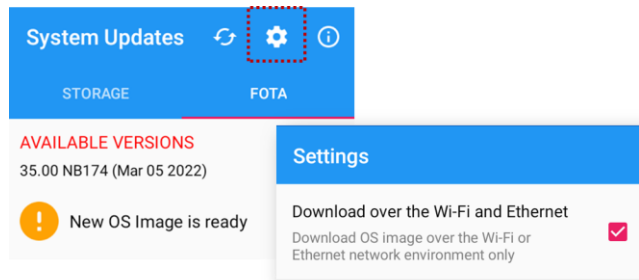 System Updates
STORAGE
FOTA
AVAILABLE VERSIONS
35.00 NB174 (Mar 05 2022)
New OS Image is ready
Settings
Download over the Wi-Fi and Ethernet
Download OS image over the Wi-Fi or
Ethernet network environment only